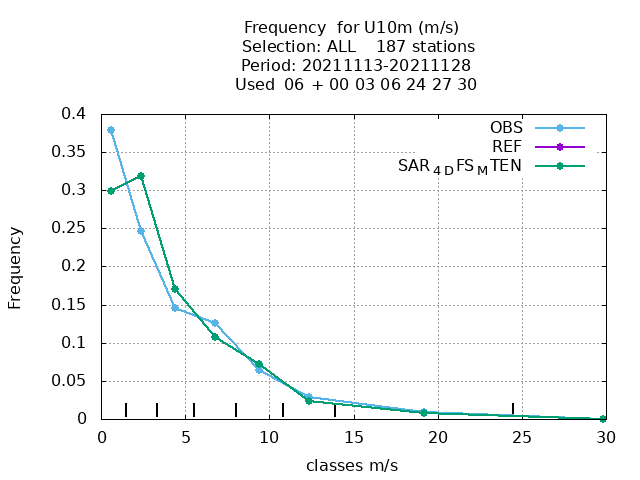 Frequency  for U10m (m/s)
Selection: ALL    187 stations
Period: 20211113-20211128
Used  06 + 00 03 06 24 27 30
OBS
REF
SAR4DFSMTEN
0.4
0.35
0.3
0.25
0.2
0.15
0.1
0.05
0
Frequency
0 5 10 15 20 25 30
classes m/s